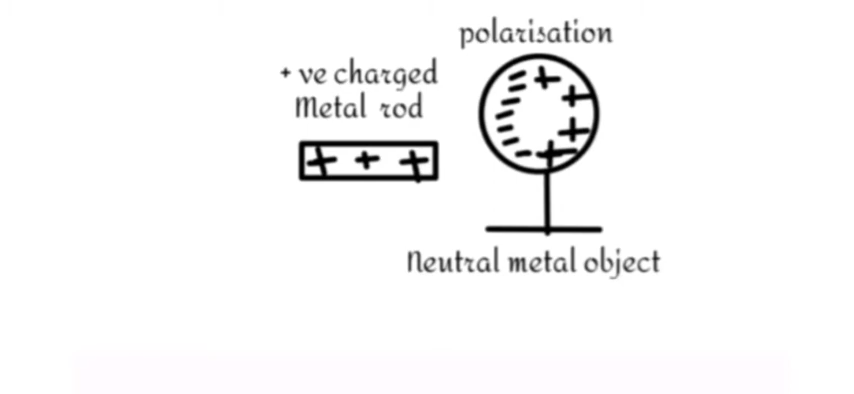 polarisation
+ ve charged
Metal rod
+ + +
Neutral metal object